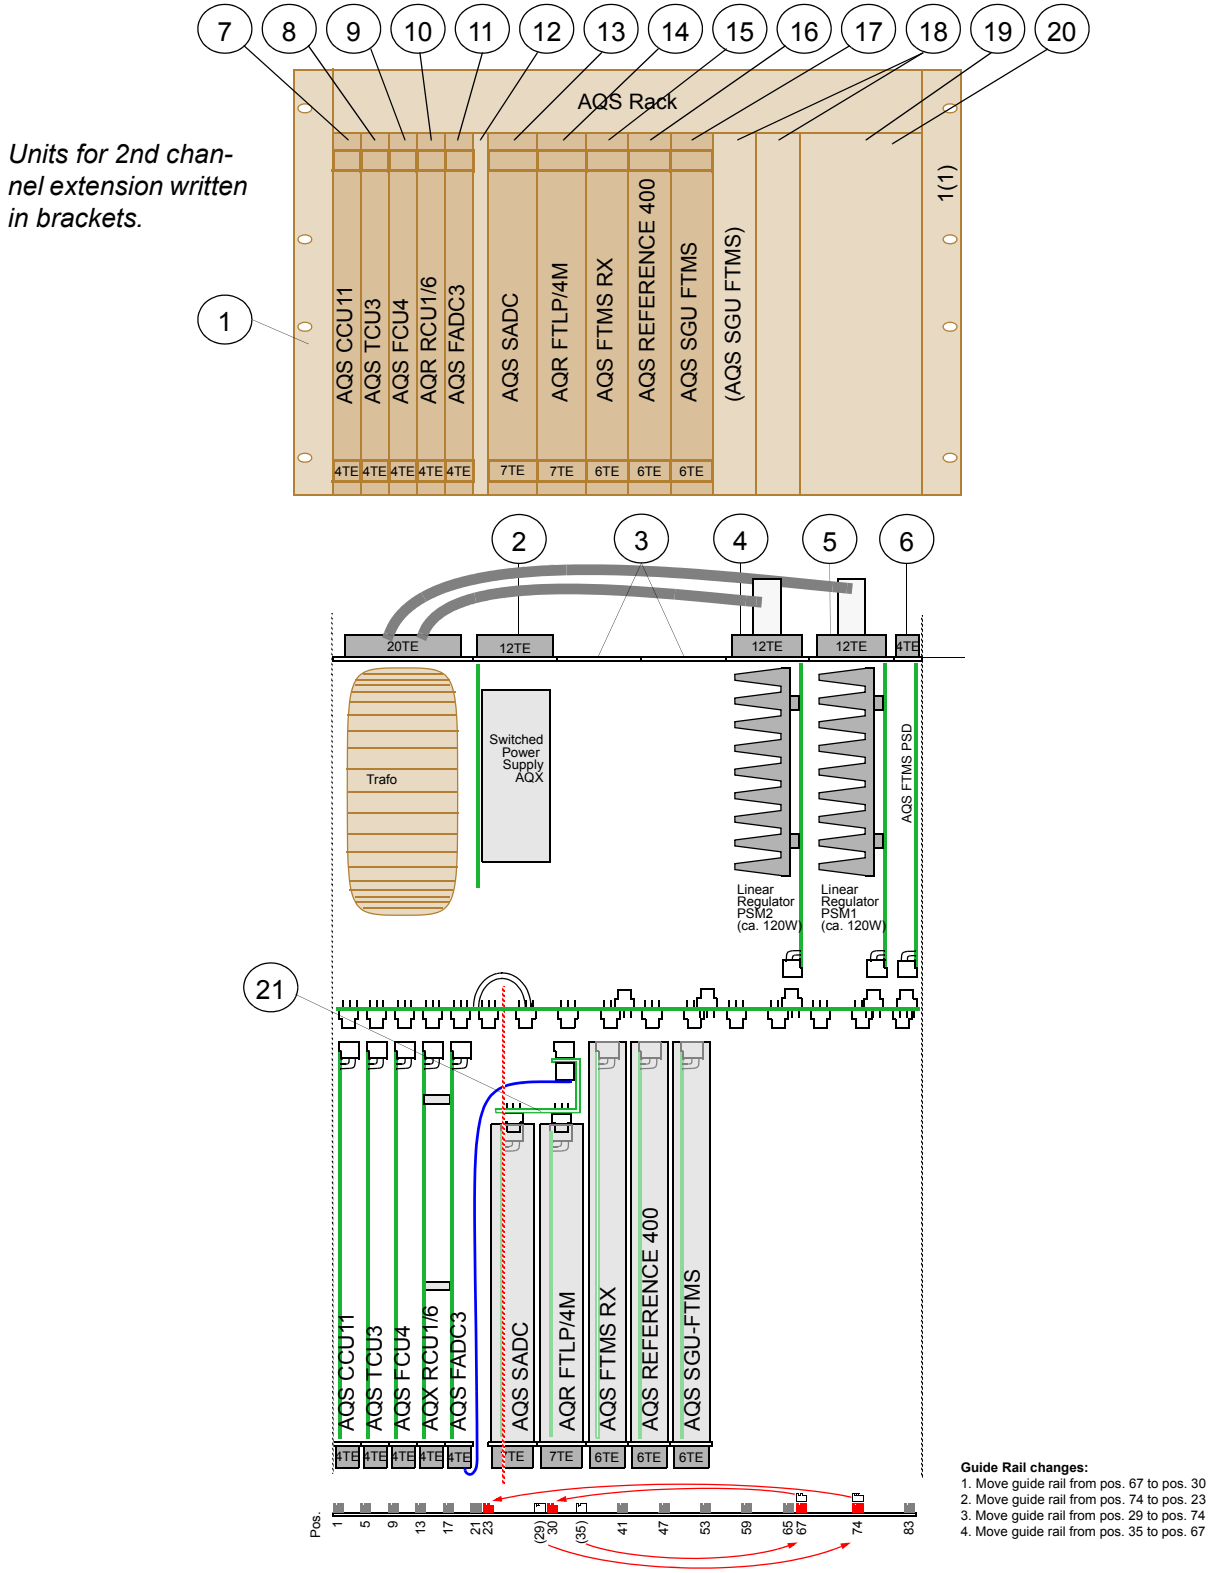 7 8 9 10 11 12 13 14 15 16 17 18 19 20
AQS Rack
Units for 2nd chan-
nel extension written
in brackets.
1(1)
1
AQS CCU11
AQS TCU3
AQS FCU4
AQR RCU1/6
AQS FADC3
AQS SADC
AQR FTLP/4M
AQS FTMS RX
AQS REFERENCE 400
AQS SGU FTMS
(AQS SGU FTMS)
4TE 4TE 4TE 4TE 4TE 7TE 7TE 6TE 6TE 6TE
2 3 4 5 6
20TE 12TE 12TE 12TE 4TE
Switched
Power
Supply
AQX
Trafo
AQS FTMS PSD
Linear
Regulator
PSM2
(ca. 120W)
Linear
Regulator
PSM1
(ca. 120W)
21
AQS CCU11
AQS TCU3
AQS FCU4
AQX RCU1/6
AQS FADC3
AQS SADC
AQR FTLP/4M
AQS FTMS RX
AQS REFERENCE 400
AQS SGU-FTMS
4TE 4TE 4TE 4TE 4TE 7TE 7TE 6TE 6TE 6TE
Pos. 1 5 9 13 17 21 23 (29) 30 (35) 41 47 53 59 65 67 74 83
Guide Rail changes:
1. Move guide rail from pos. 67 to pos. 30
2. Move guide rail from pos. 74 to pos. 23
3. Move guide rail from pos. 29 to pos. 74
4. Move guide rail from pos. 35 to pos. 67